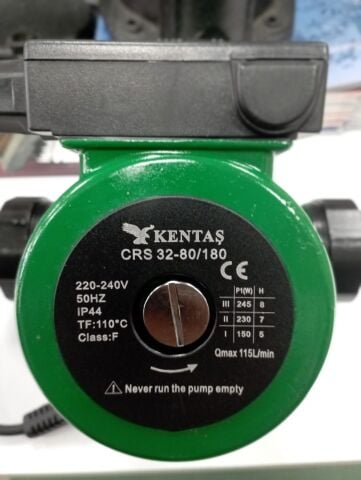 KENTAŞ
CRS 32-80/180
CE
220-240V
50HZ
IP44
TF:110°C
Class:F
P1(W) H
III 245 8
II 230 7
I 150 5
Qmax 115L/min
Never run the pump empty